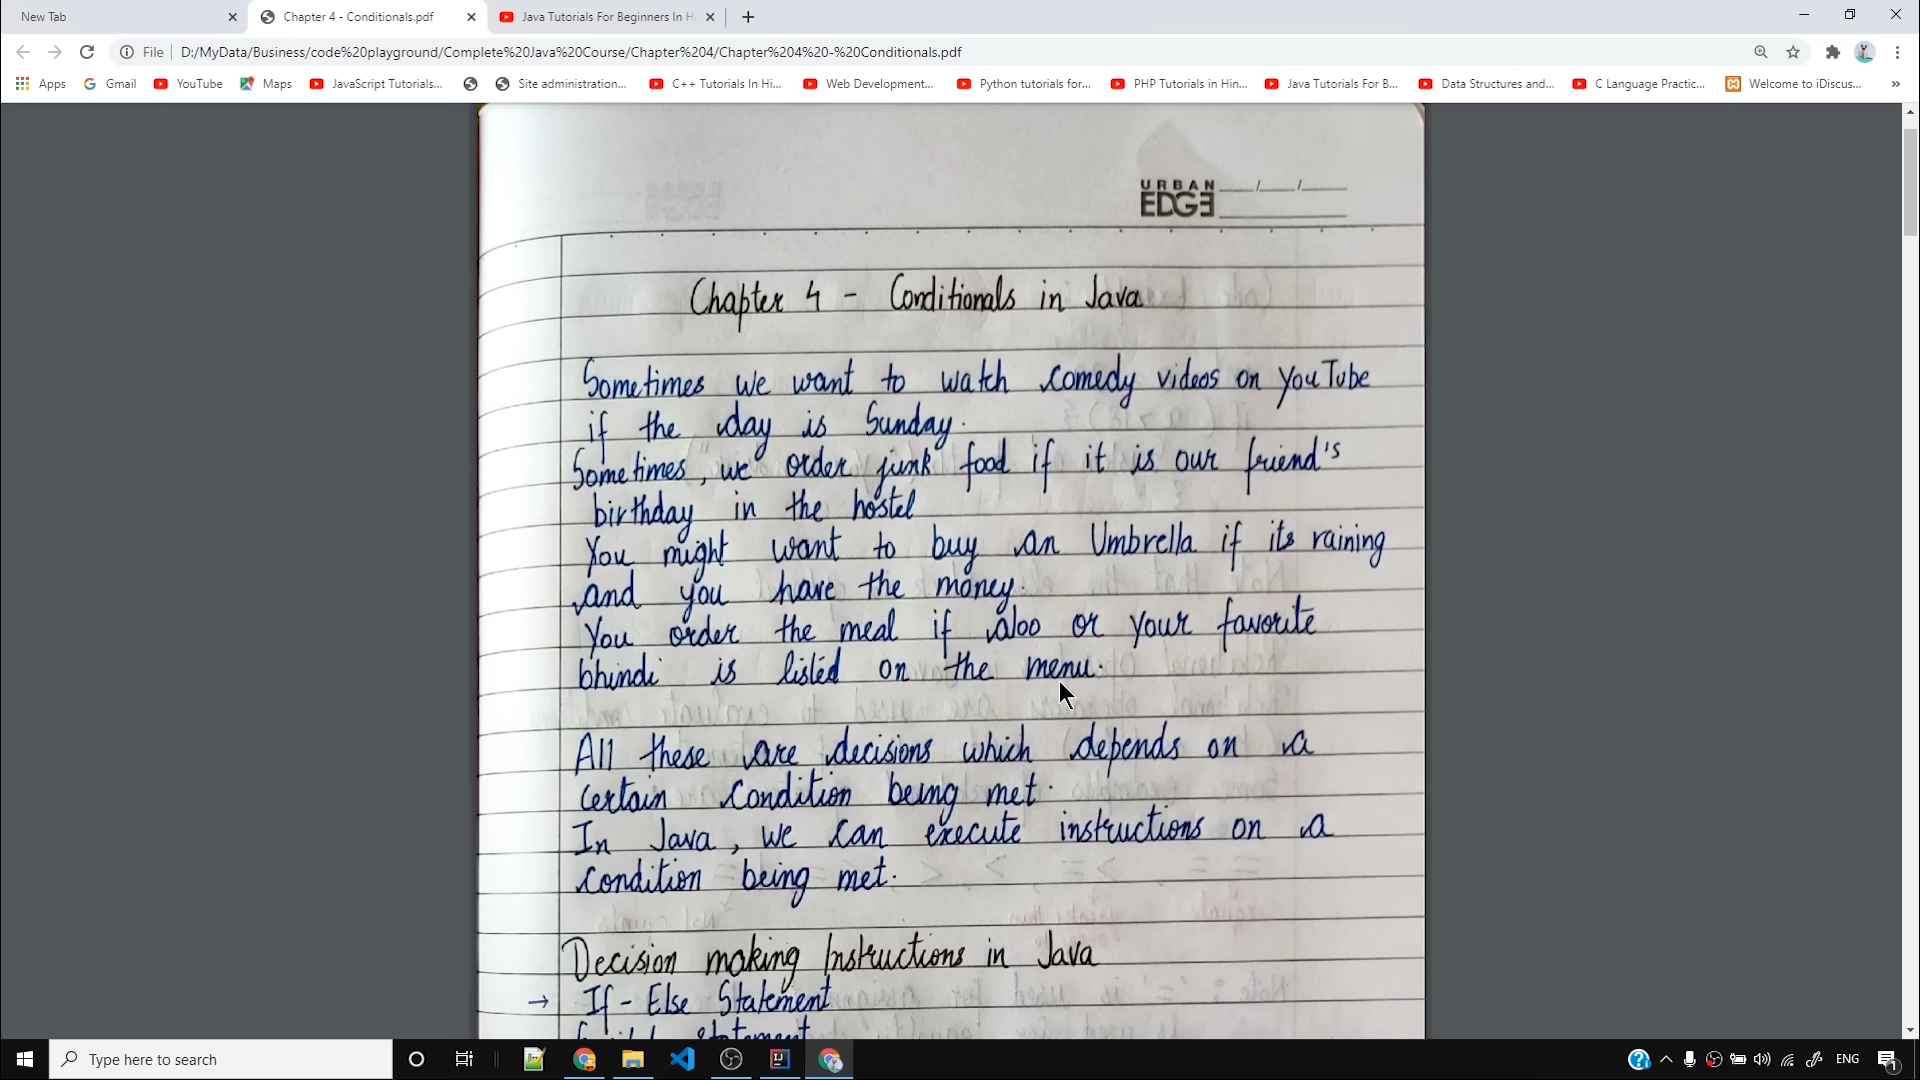 New Tab
Chapter 4 - Conditionals.pdf
Java Tutorials For Beginners In H
File
D:/MyData/Business/code%20playground/Complete%20Java%20Course/Chapter%204/Chapter%204%20-%20Conditionals.pdf
Apps
Gmail
YouTube
Maps
JavaScript Tutorials...
Site administration...
C++ Tutorials In Hi...
Web Development...
Python tutorials for...
PHP Tutorials in Hin...
Java Tutorials For B...
Data Structures and...
C Language Practic...
Welcome to iDiscus...
»
URBAN
EDGE
Chapter 4 - Conditionals in Java
Sometimes we want to watch comedy videos on YouTube
if the day is Sunday.
Sometimes, we order junk food if it is our friend's
birthday in the hostel
You might want to buy an Umbrella if its raining
and you have the money.
You order the meal if aloo or your favorite
bhindi is listed on the menu.
All these are decisions which depends on a
certain condition being met.
In Java, we can execute instructions on a
condition being met.
Decision making Instructions in Java
→ If - Else Statement
statement
Type here to search
ENG
1